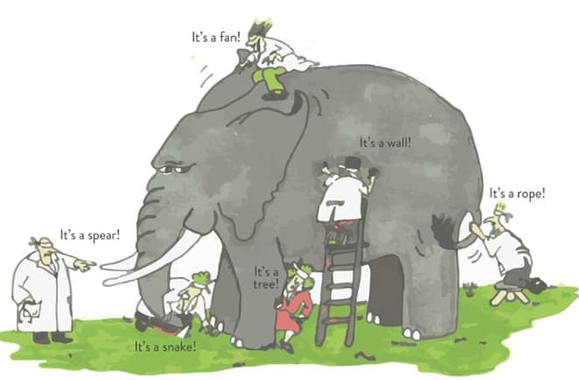 It's a fan!
It's a wall!
It's a rope!
It's a spear!
It's a
tree!
It's a snake!